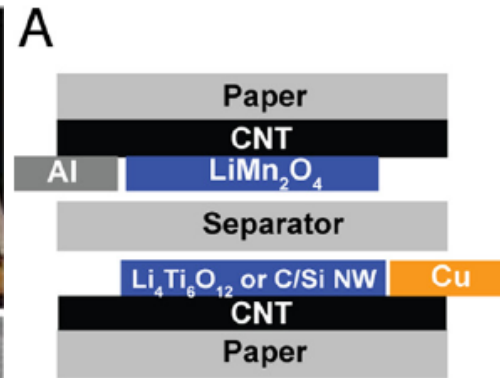 A
Paper
CNT
Al
LiMn₂O₄
Separator
Li₄Ti₆O₁₂ or C/Si NW
Cu
CNT
Paper